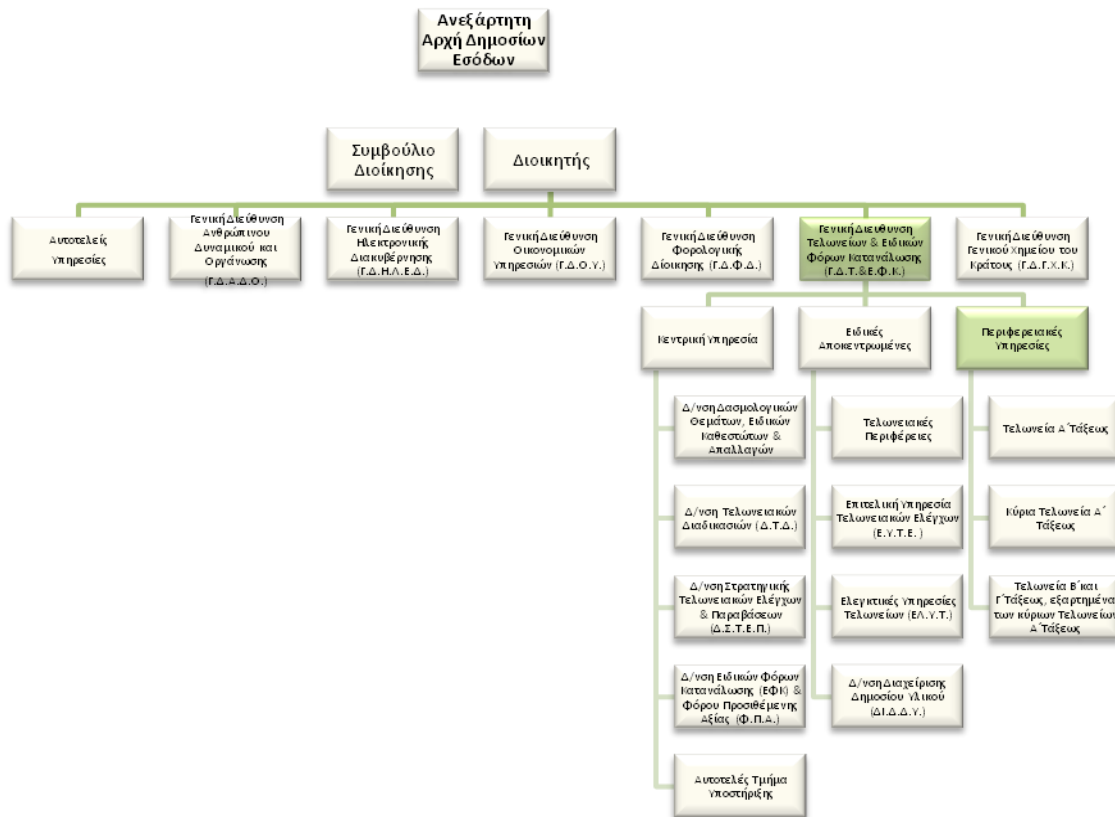 Ανεξάρτητη
Αρχή Δημοσίων
Εσόδων
Συμβούλιο
Διοίκησης
Διοικητής
Αυτοτελείς
Υπηρεσίες
Γενική Διεύθυνση
Ανθρώπινου
Δυναμικού και
Οργάνωσης
(Γ.Δ.Α.Δ.Ο.)
Γενική Διεύθυνση
Ηλεκτρονικής
Διακυβέρνησης
(Γ.Δ.Η.Λ.Ε.Δ.)
Γενική Διεύθυνση
Οικονομικών
Υπηρεσιών (Γ.Δ.Ο.Υ.)
Γενική Διεύθυνση
Φορολογικής
Δίοικησης (Γ.Δ.Φ.Δ.)
Γενική Διεύθυνση
Τελωνείων & Ειδικών
Φόρων Κατανάλωσης
(Γ.Δ.Τ.&Ε.Φ.Κ.)
Γενική Διεύθυνση
Γενικού Χημείου του
Κράτους (Γ.Δ.Γ.Χ.Κ.)
Κεντρική Υπηρεσία
Ειδικές
Αποκεντρωμένες
Περιφερειακές
Υπηρεσίες
Δ/νση Δασμολογικών
Θεμάτων, Ειδικών
Καθεστώτων &
Απαλλαγών
Τελωνειακές
Περιφέρειες
Τελωνεία Α΄ Τάξεως
Δ/νση Τελωνειακών
Διαδικασιών (Δ.Τ.Δ.)
Επιτελική Υπηρεσία
Τελωνειακών Ελέγχων
(Ε.Υ.Τ.Ε.)
Κύρια Τελωνεία Α΄
Τάξεως
Δ/νση Στρατηγικής
Τελωνειακών Ελέγχων
& Παραβάσεων
(Δ.Σ.Τ.Ε.Π.)
Ελεγκτικές Υπηρεσίες
Τελωνείων (ΕΛ.Υ.Τ.)
Τελωνεία Β΄ και
Γ΄ Τάξεως, εξαρτημένα
των κύριων Τελωνείων
Α΄ Τάξεως
Δ/νση Ειδικών Φόρων
Κατανάλωσης (ΕΦΚ) &
Φόρου Προσιθέμενης
Αξίας (Φ.Π.Α.)
Δ/νση Διαχείρισης
Δημοσίου Υλικού
(ΔΙ.Δ.Δ.Υ.)
Αυτοτελές Τμήμα
Υποστήριξης